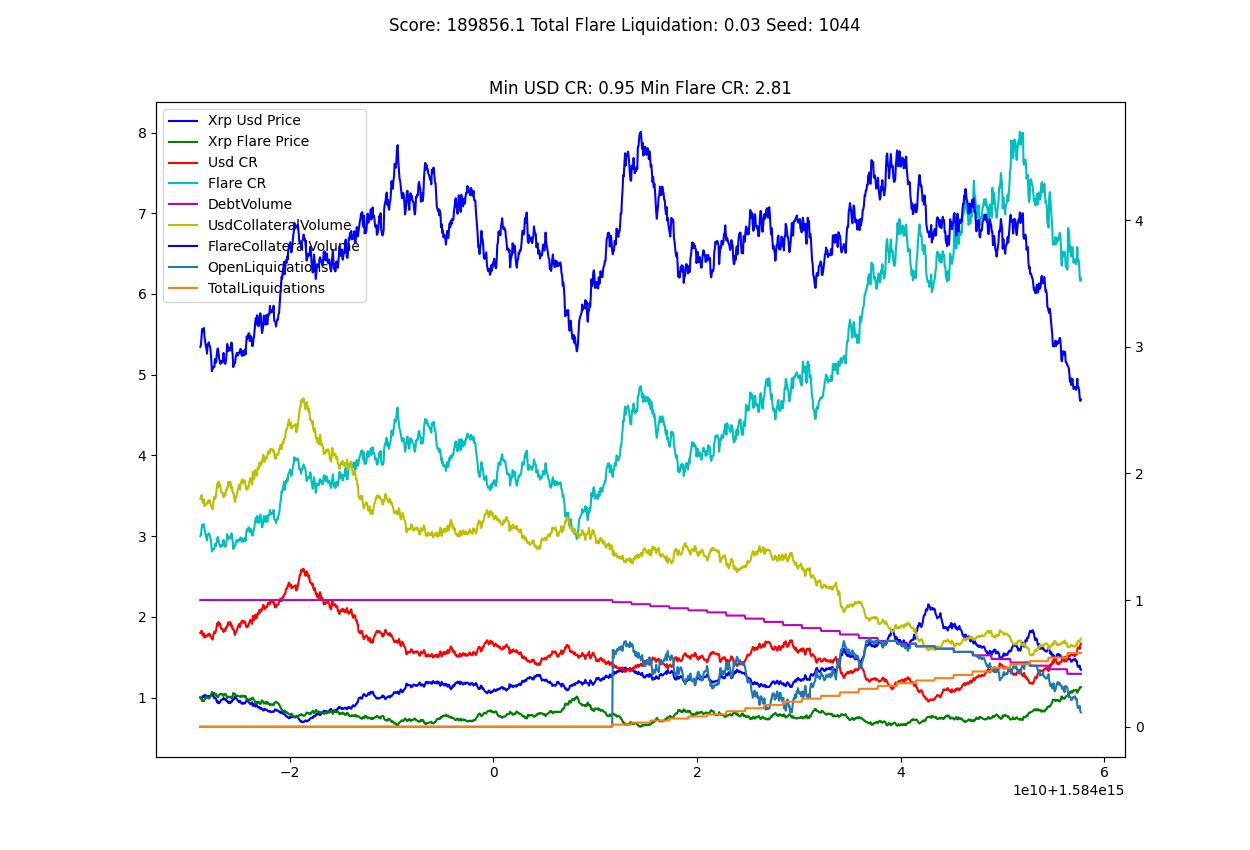 Score: 189856.1 Total Flare Liquidation: 0.03 Seed: 1044
Min USD CR: 0.95 Min Flare CR: 2.81
Xrp Usd Price
Xrp Flare Price
Usd CR
Flare CR
DebtVolume
UsdCollateralVolume
FlareCollateralVolume
OpenLiquidations
TotalLiquidations
8
7
6
5
4
3
2
1
4
3
2
1
0
−2
0
2
4
6
1e10+1.584e15